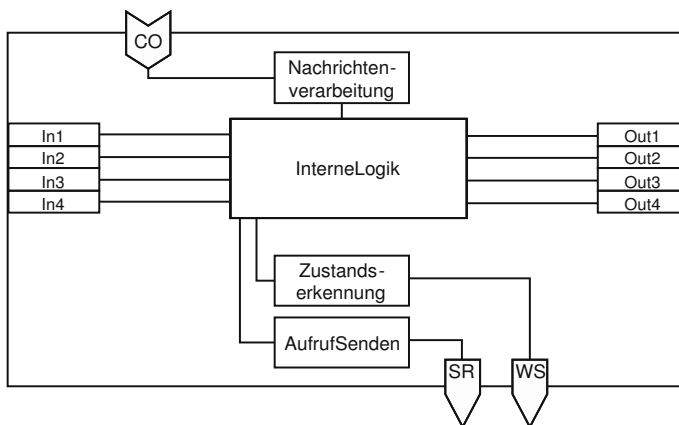 CO
Nachrichten-
verarbeitung
In1
In2
In3
In4
InterneLogik
Out1
Out2
Out3
Out4
Zustands-
erkennung
AufrufSenden
SR
WS